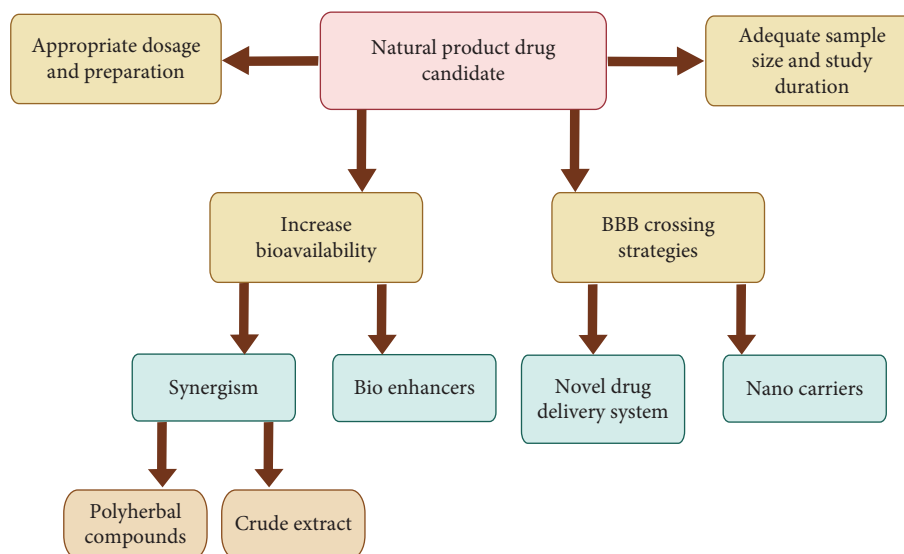 Appropriate dosage
and preparation
Natural product drug
candidate
Adequate sample
size and study
duration
Increase
bioavailability
BBB crossing
strategies
Synergism
Bio enhancers
Novel drug
delivery system
Nano carriers
Polyherbal
compounds
Crude extract